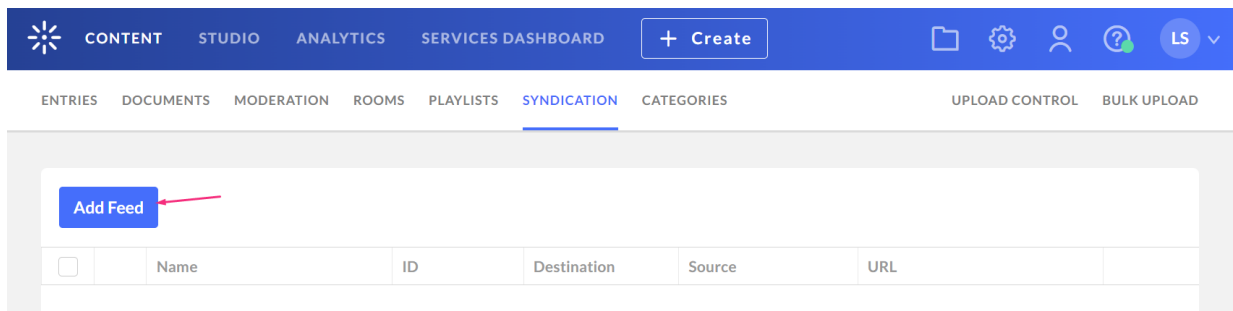 CONTENT STUDIO ANALYTICS SERVICES DASHBOARD + Create ? LS
ENTRIES DOCUMENTS MODERATION ROOMS PLAYLISTS SYNDICATION CATEGORIES UPLOAD CONTROL BULK UPLOAD
Add Feed
Name ID Destination Source URL